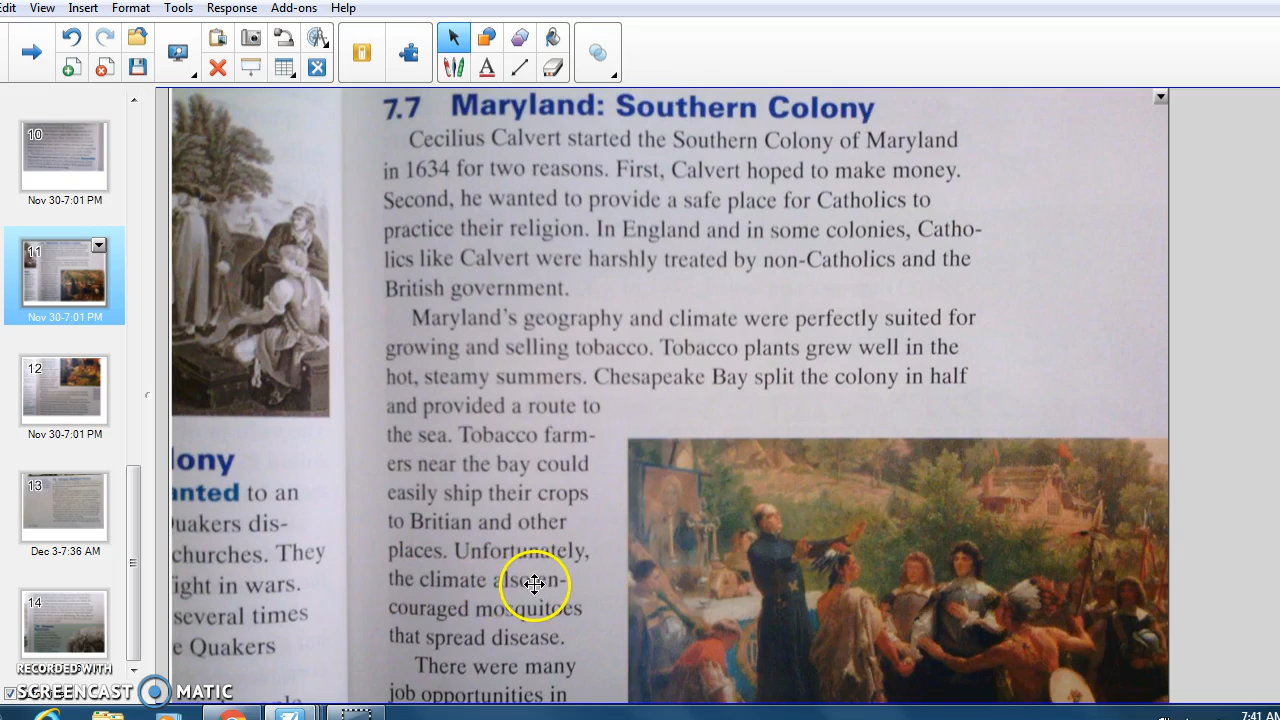 Edit View Insert Format Tools Response Add-ons Help
10
Nov 30-7:01 PM
11
Nov 30-7:01 PM
12
Nov 30-7:01 PM
13
Dec 3-7:36 AM
14
RECORDED WITH
SCREENCAST MATIC
lony
anted to an
Quakers dis-
churches. They
ight in wars.
several times
e Quakers
7.7 Maryland: Southern Colony
Cecilius Calvert started the Southern Colony of Maryland
in 1634 for two reasons. First, Calvert hoped to make money.
Second, he wanted to provide a safe place for Catholics to
practice their religion. In England and in some colonies, Catho-
lics like Calvert were harshly treated by non-Catholics and the
British government.
Maryland's geography and climate were perfectly suited for
growing and selling tobacco. Tobacco plants grew well in the
hot, steamy summers. Chesapeake Bay split the colony in half
and provided a route to
the sea. Tobacco farm-
ers near the bay could
easily ship their crops
to Britian and other
places. Unfortunately,
the climate also en-
couraged mosquitoes
that spread disease.
There were many
job opportunities in
7:41 AM